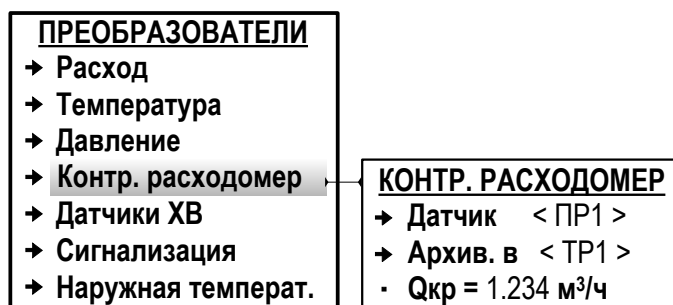 ПРЕОБРАЗОВАТЕЛИ
➔ Расход
➔ Температура
➔ Давление
➔ Контр. расходомер
➔ Датчики ХВ
➔ Сигнализация
➔ Наружная температ.
КОНТР. РАСХОДОМЕР
➔ Датчик < ПР1 >
➔ Архив. в < ТР1 >
· Qкр = 1.234 м³/ч